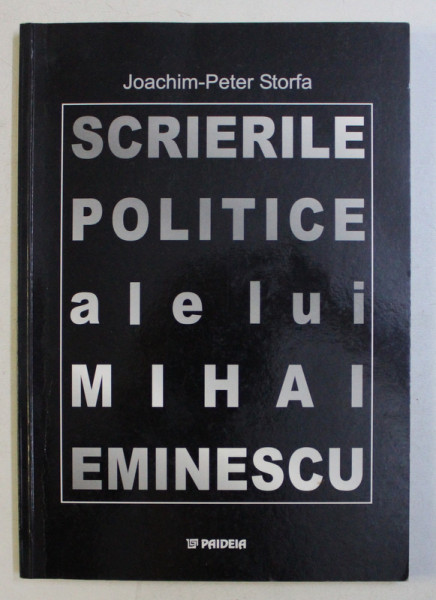 Joachim-Peter Storfa
SCRIERILE
POLITICE
ale lui
MIHAI
EMINESCU
PAIDEIA